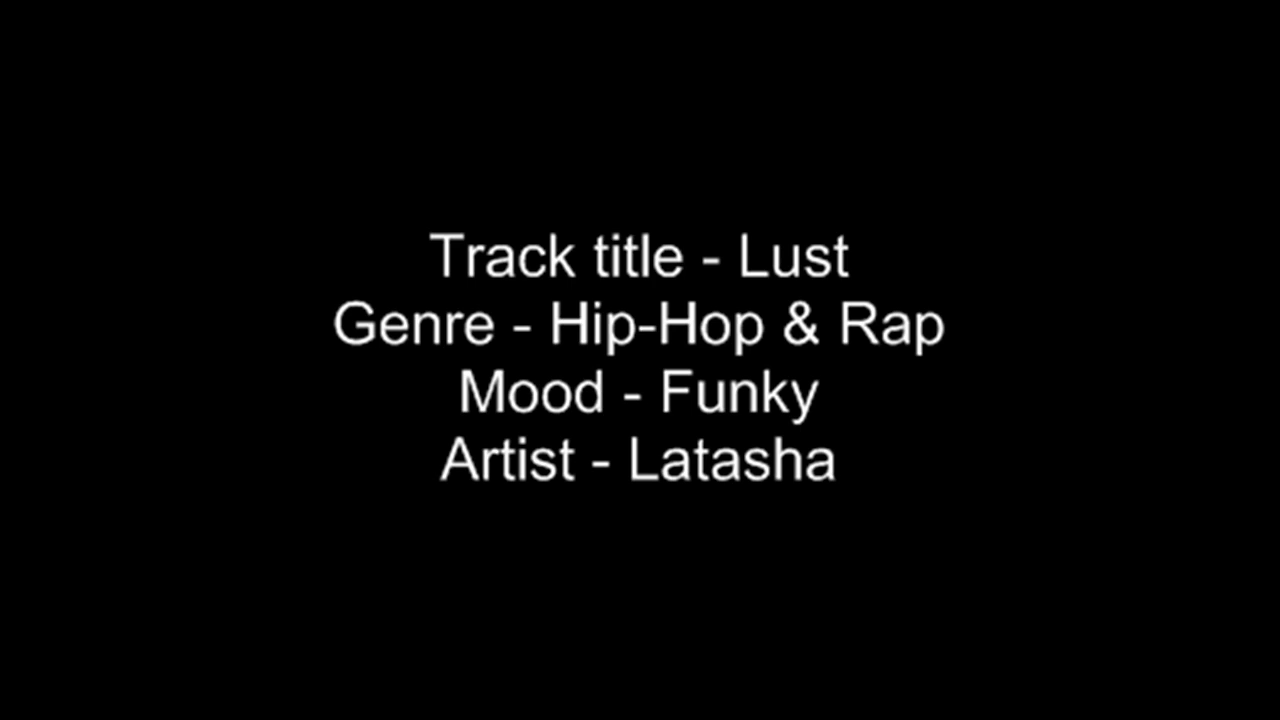 Track title - Lust
Genre - Hip-Hop & Rap
Mood - Funky
Artist - Latasha